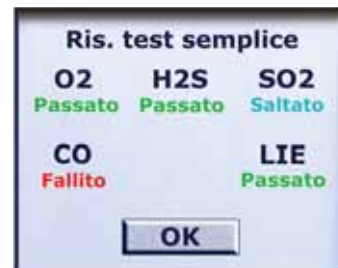 Ris. test semplice
O2 H2S SO2
Passato Passato Saltato
CO LIE
Fallito Passato
OK